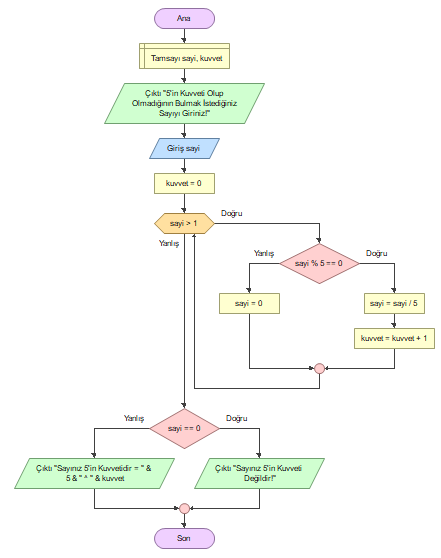 Ana
Tamsayı sayi, kuvvet
Çıktı "5'in Kuvveti Olup
Olmadığının Bulmak İstediğiniz
Sayıyı Giriniz!"
Giriş sayi
kuvvet = 0
sayi > 1
Doğru
Yanlış
sayi % 5 == 0
Yanlış
Doğru
sayi = 0
sayi = sayi / 5
kuvvet = kuvvet + 1
sayi == 0
Yanlış
Doğru
Çıktı "Sayınız 5'in Kuvvetidir = " &
5 & " ^ " & kuvvet
Çıktı "Sayınız 5'in Kuvveti
Değildir!"
Son